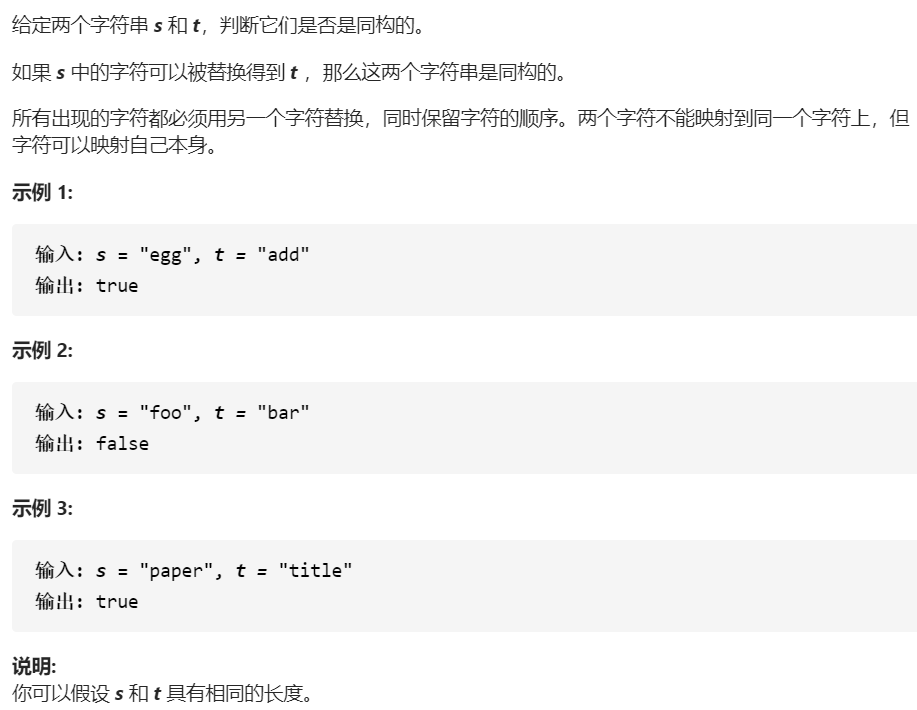 给定两个字符串 s 和 t，判断它们是否是同构的。
如果 s 中的字符可以被替换得到 t ，那么这两个字符串是同构的。
所有出现的字符都必须用另一个字符替换，同时保留字符的顺序。两个字符不能映射到同一个字符上，但
字符可以映射自己本身。
示例 1:
输入: s = "egg", t = "add"
输出: true
示例 2:
输入: s = "foo", t = "bar"
输出: false
示例 3:
输入: s = "paper", t = "title"
输出: true
说明:
你可以假设 s 和 t 具有相同的长度。